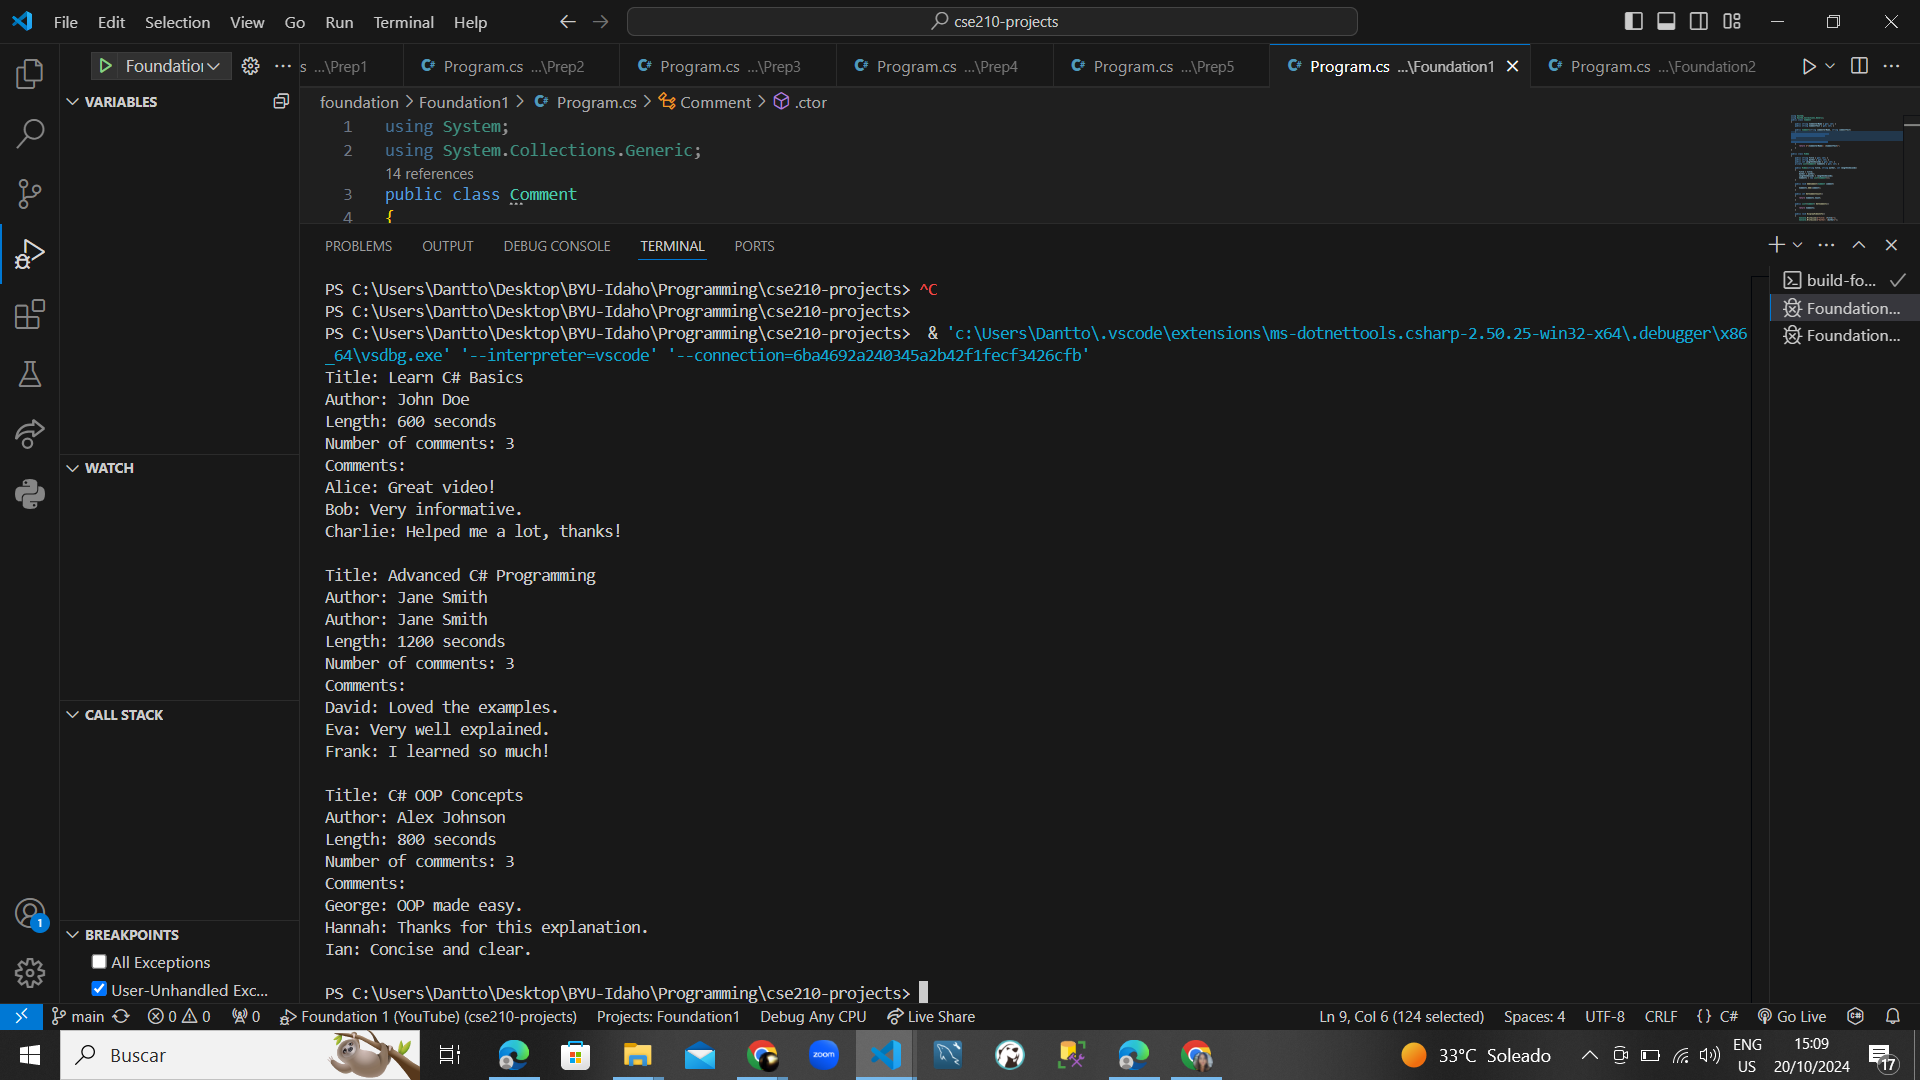 File Edit Selection View Go Run Terminal Help
cse210-projects
Foundation
s ...\Prep1
Program.cs ...\Prep2
Program.cs ...\Prep3
Program.cs ...\Prep4
Program.cs ...\Prep5
Program.cs ...\Foundation1
Program.cs ...\Foundation2
VARIABLES
foundation > Foundation1 > Program.cs > Comment > .ctor
1 using System;
2 using System.Collections.Generic;
14 references
3 public class Comment
4 {
PROBLEMS OUTPUT DEBUG CONSOLE TERMINAL PORTS
build-fo...
Foundation...
Foundation...
PS C:\Users\Dantto\Desktop\BYU-Idaho\Programming\cse210-projects> ^C
PS C:\Users\Dantto\Desktop\BYU-Idaho\Programming\cse210-projects>
PS C:\Users\Dantto\Desktop\BYU-Idaho\Programming\cse210-projects>  & 'c:\Users\Dantto\.vscode\extensions\ms-dotnettools.csharp-2.50.25-win32-x64\.debugger\x86
_64\vsdbg.exe' '--interpreter=vscode' '--connection=6ba4692a240345a2b42f1fecf3426cfb'
Title: Learn C# Basics
Author: John Doe
Length: 600 seconds
Number of comments: 3
Comments:
Alice: Great video!
Bob: Very informative.
Charlie: Helped me a lot, thanks!
Title: Advanced C# Programming
Author: Jane Smith
Author: Jane Smith
Length: 1200 seconds
Number of comments: 3
Comments:
David: Loved the examples.
Eva: Very well explained.
Frank: I learned so much!
Title: C# OOP Concepts
Author: Alex Johnson
Length: 800 seconds
Number of comments: 3
Comments:
George: OOP made easy.
Hannah: Thanks for this explanation.
Ian: Concise and clear.
PS C:\Users\Dantto\Desktop\BYU-Idaho\Programming\cse210-projects>
WATCH
CALL STACK
BREAKPOINTS
All Exceptions
User-Unhandled Exc...
1
main 0 0 0 Foundation 1 (YouTube) (cse210-projects) Projects: Foundation1 Debug Any CPU Live Share
Ln 9, Col 6 (124 selected) Spaces: 4 UTF-8 CRLF {} C# Go Live
Buscar
zoom
33°C Soleado
ENG
US
15:09
20/10/2024
17